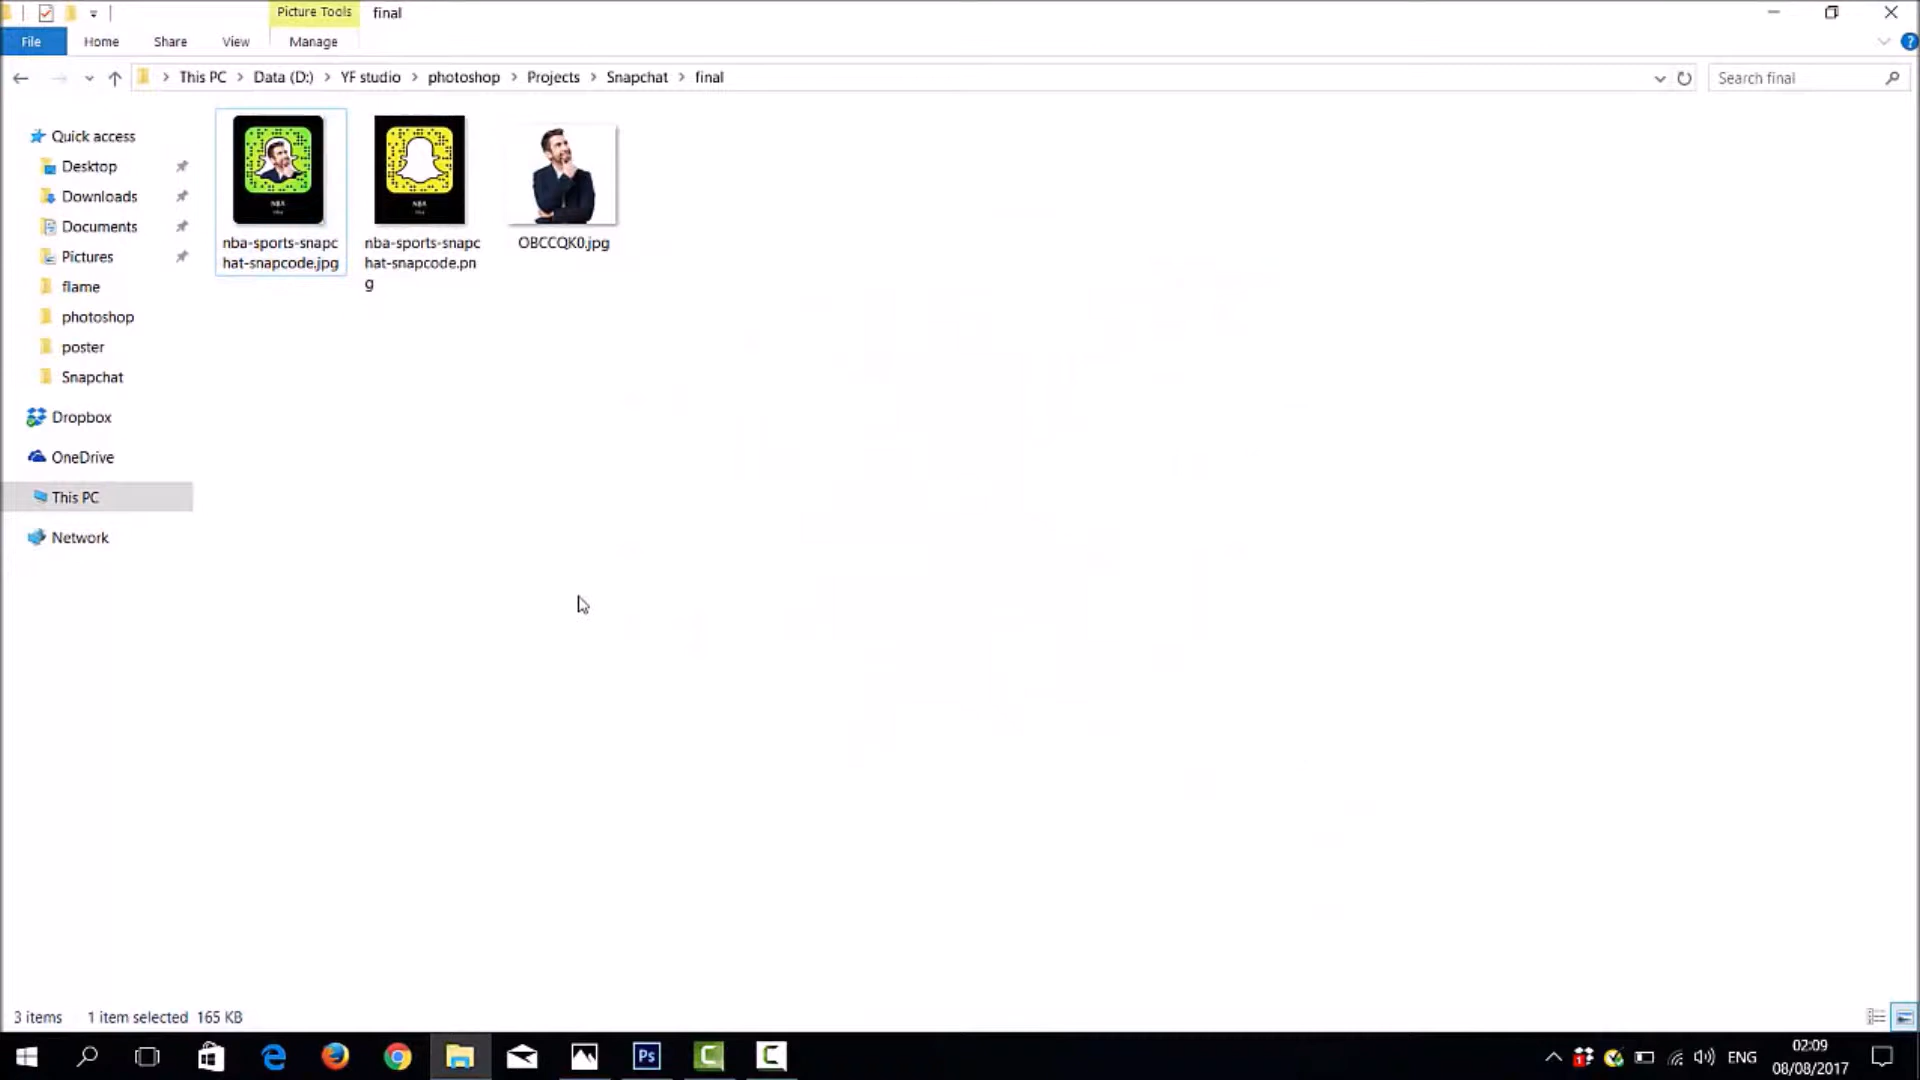 Picture Tools
final
File
Home
Share
View
Manage
?
This PC
Data (D:)
YF studio
photoshop
Projects
Snapchat
final
Search final
Quick access
Desktop
Downloads
Documents
Pictures
flame
photoshop
poster
Snapchat
Dropbox
OneDrive
This PC
Network
NBA
NBA
nba-sports-snapc
hat-snapcode.jpg
nba-sports-snapc
hat-snapcode.pn
g
OBCCQK0.jpg
3 items
1 item selected 165 KB
Ps
ENG
02:09
08/08/2017